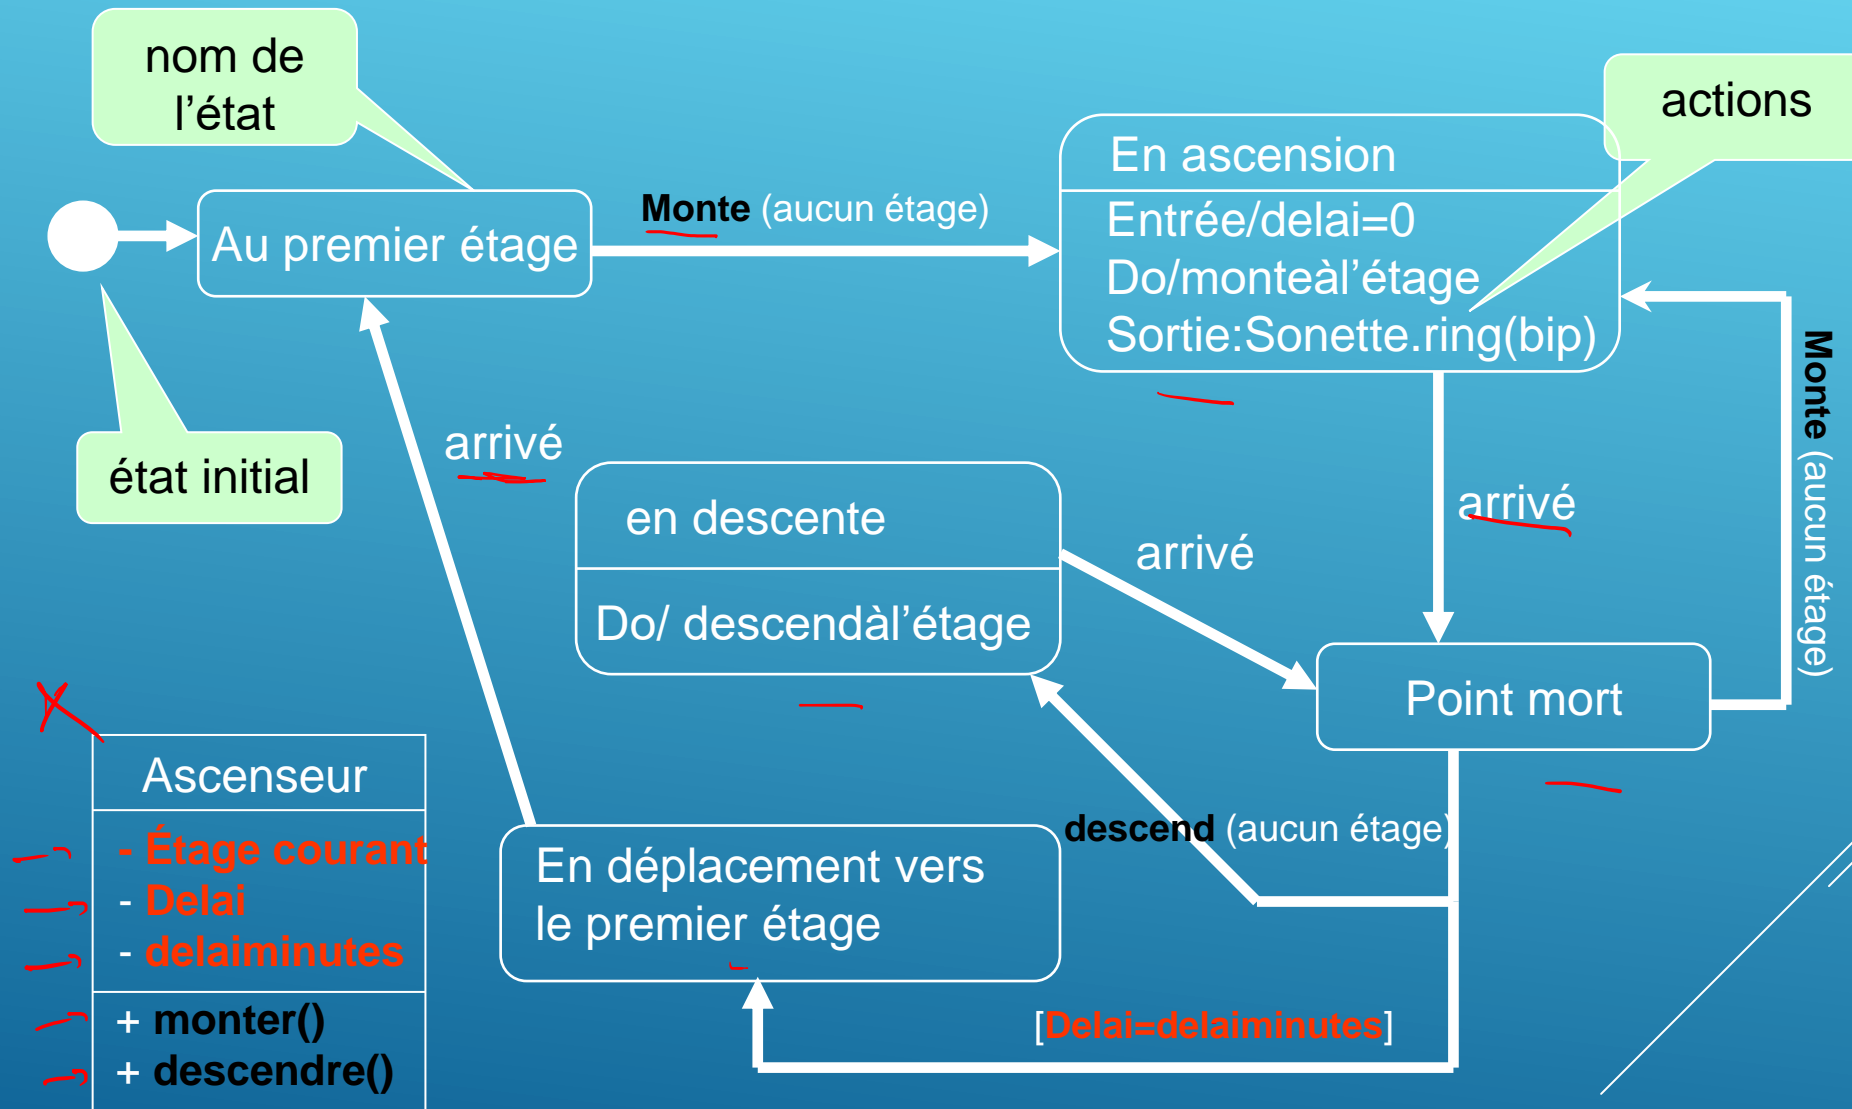 nom de
l’état
actions
En ascension
Entrée/delai=0
Do/monteàl’étage
Sortie:Sonette.ring(bip)
Au premier étage
Monte (aucun étage)
Monte (aucun étage)
état initial
arrivé
arrivé
arrivé
en descente
Do/ descendàl’étage
Point mort
descend (aucun étage)
En déplacement vers
le premier étage
[Delai=delaiminutes]
Ascenseur
- Étage courant
- Delai
- delaiminutes
+ monter()
+ descendre()